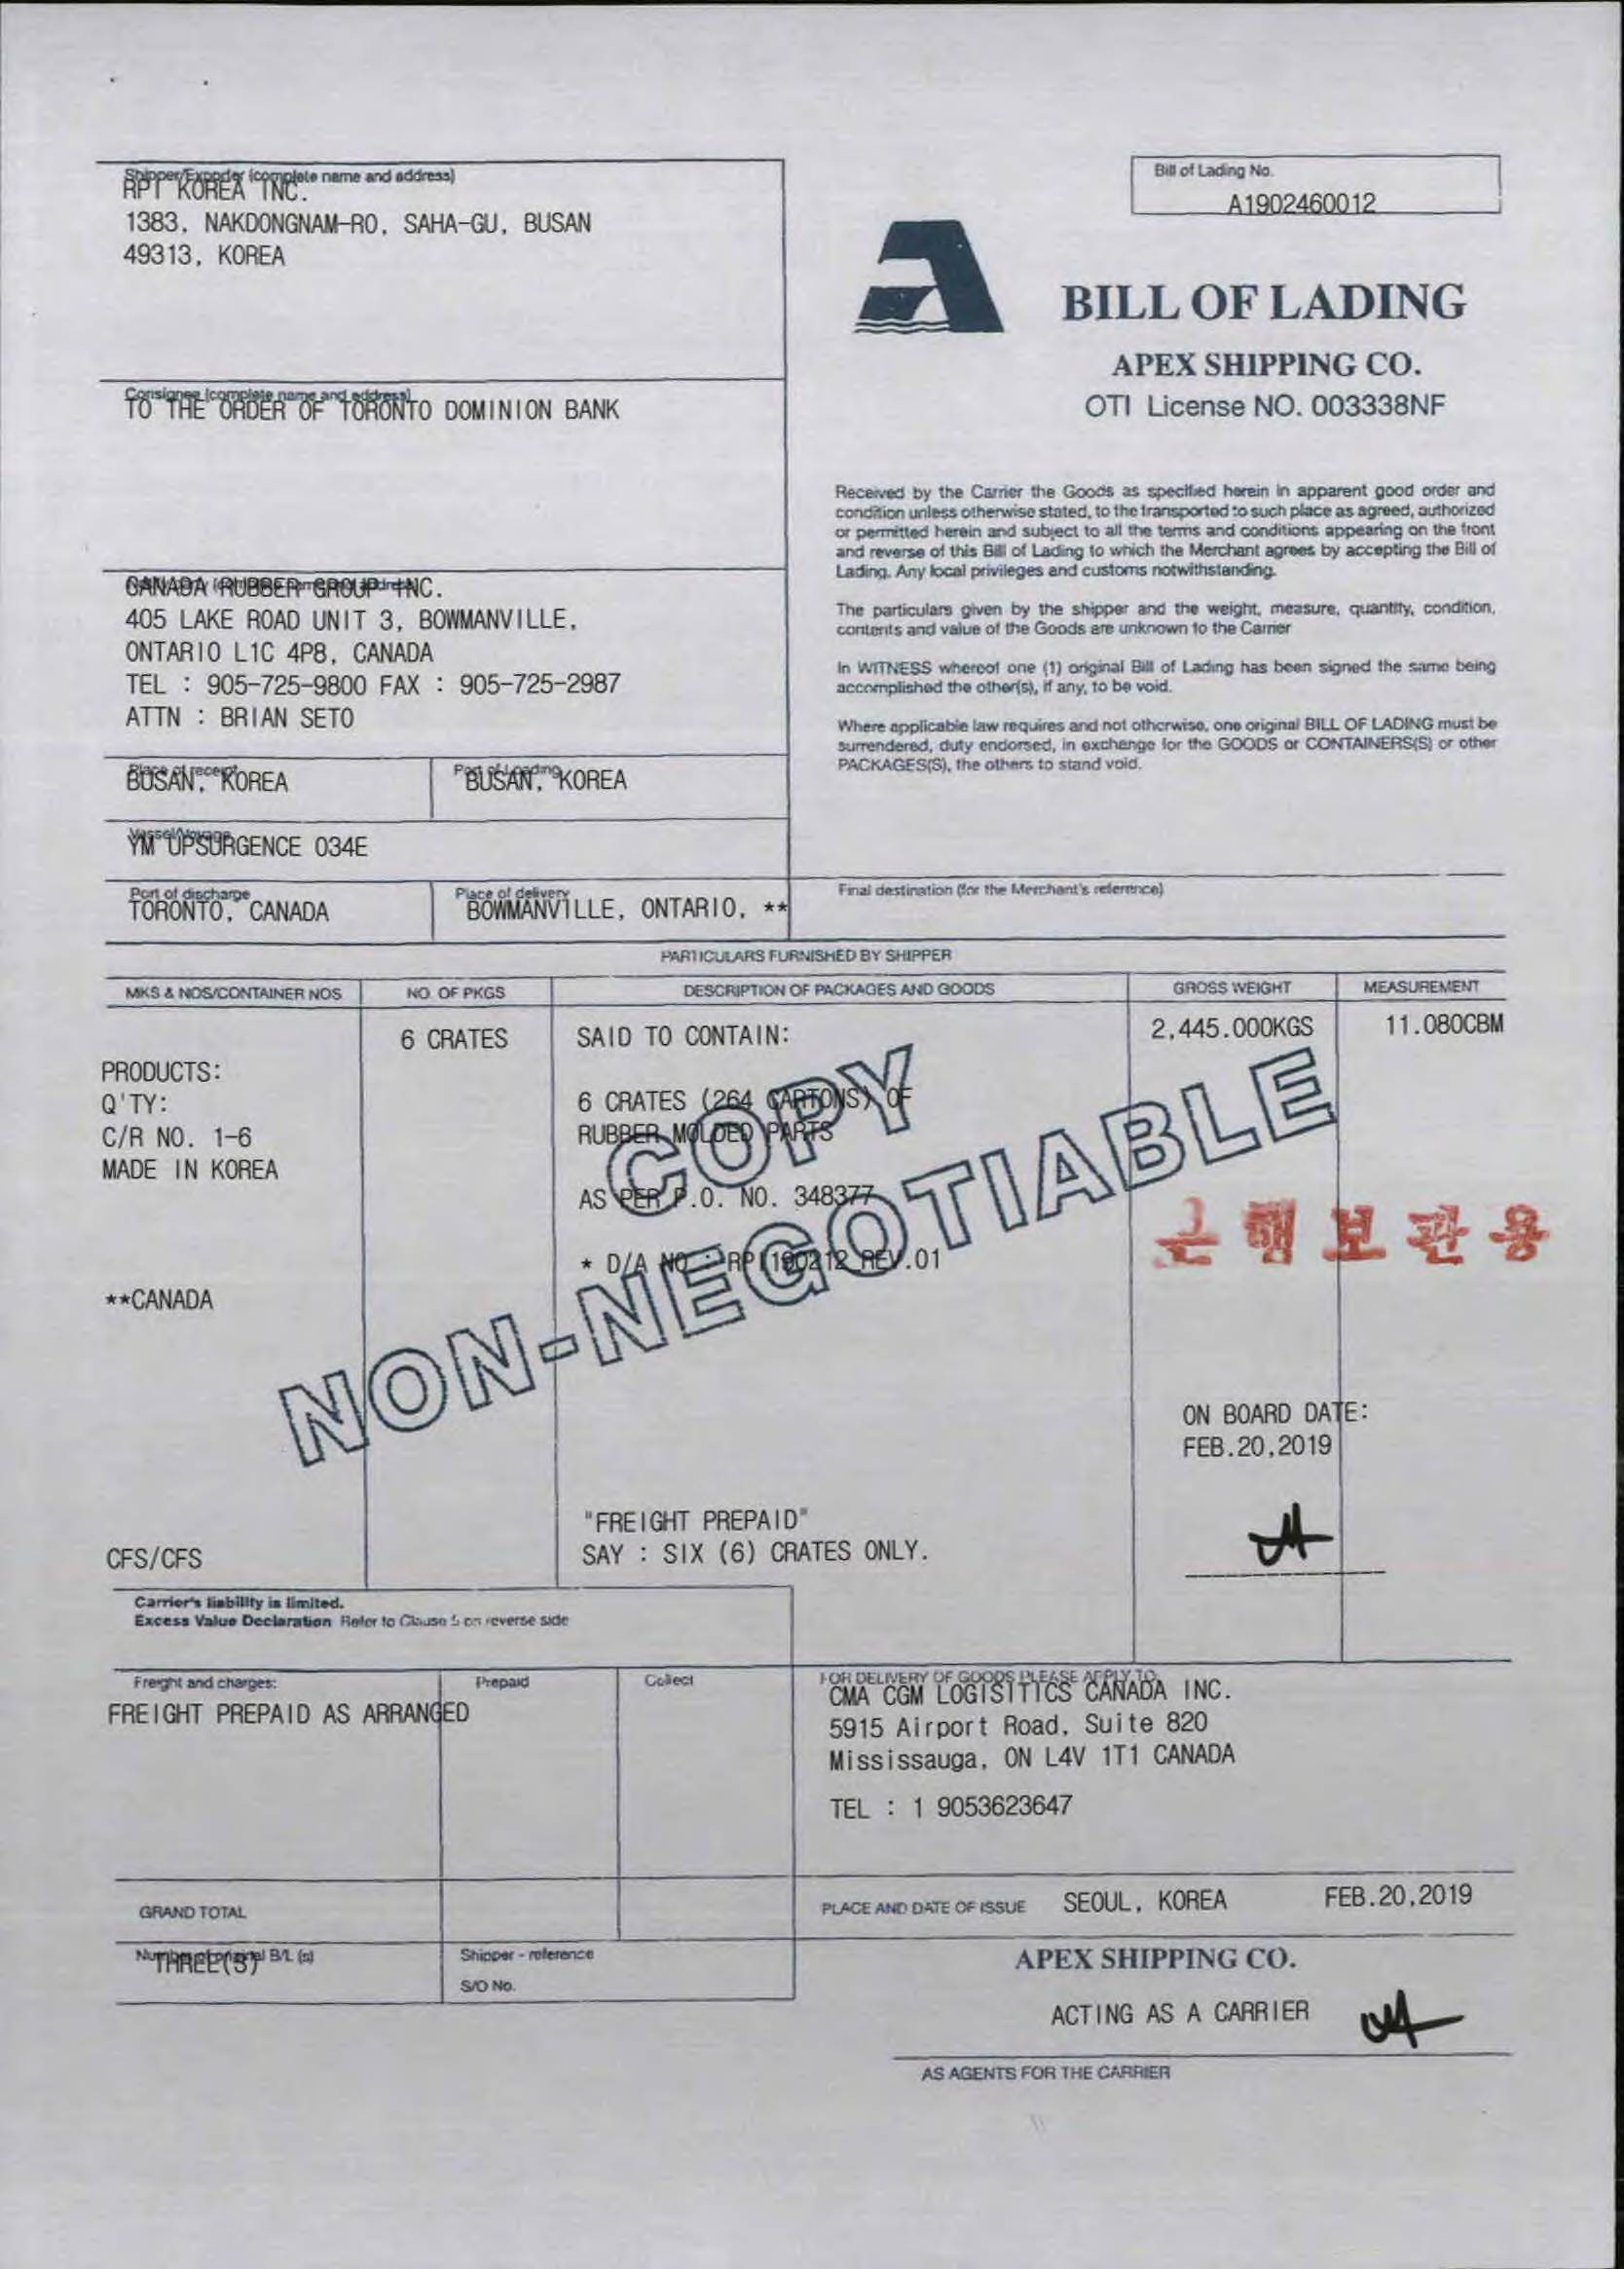 Shipper/Exporter (complete name and address)
RPI KOREA INC.
1383, NAKDONGNAM-RO, SAHA-GU, BUSAN
49313, KOREA
Bill of Lading No.
A1902460012
BILL OF LADING
APEX SHIPPING CO.
OTI License NO. 003338NF
Consignee (complete name and address)
TO THE ORDER OF TORONTO DOMINION BANK
Received by the Carrier the Goods as specified herein in apparent good order and
condition unless otherwise stated, to the transported to such place as agreed, authorized
or permitted herein and subject to all the terms and conditions appearing on the front
and reverse of this Bill of Lading to which the Merchant agrees by accepting the Bill of
Lading. Any local privileges and customs notwithstanding.
The particulars given by the shipper and the weight, measure, quantity, condition,
contents and value of the Goods are unknown to the Carrier
In WITNESS whereof one (1) original Bill of Lading has been signed the same being
accomplished the other(s), if any, to be void.
Where applicable law requires and not otherwise, one original BILL OF LADING must be
surrendered, duty endorsed, in exchange for the GOODS or CONTAINERS(S) or other
PACKAGES(S), the others to stand void.
CANADA RUBBER GROUP INC.
405 LAKE ROAD UNIT 3, BOWMANVILLE,
ONTARIO L1C 4P8, CANADA
TEL : 905-725-9800 FAX : 905-725-2987
ATTN : BRIAN SETO
Place of receipt
BUSAN, KOREA
Port of Loading
BUSAN, KOREA
Vessel/Voyage
YM UPSURGENCE 034E
Port of discharge
TORONTO, CANADA
Place of delivery
BOWMANVILLE, ONTARIO, **
Final destination (for the Merchant's reference)
PARTICULARS FURNISHED BY SHIPPER
MKS & NOS/CONTAINER NOS
NO. OF PKGS
DESCRIPTION OF PACKAGES AND GOODS
GROSS WEIGHT
MEASUREMENT
6 CRATES
SAID TO CONTAIN:
2,445.000KGS
11.080CBM
PRODUCTS:
Q'TY:
C/R NO. 1-6
MADE IN KOREA
6 CRATES (264 CARTONS) OF
RUBBER MOLDED PARTS
AS PER P.O. NO. 348377
* D/A NO : RPI190212 REV.01
COPY
NON-NEGOTIABLE
은행보관용
**CANADA
ON BOARD DATE:
FEB.20,2019
"FREIGHT PREPAID"
SAY : SIX (6) CRATES ONLY.
CFS/CFS
Carrier's liability is limited.
Excess Value Declaration Refer to Clause 5 on reverse side
Freight and charges:
Prepaid
Collect
FREIGHT PREPAID AS ARRANGED
FOR DELIVERY OF GOODS PLEASE APPLY TO
CMA CGM LOGISITICS CANADA INC.
5915 Airport Road, Suite 820
Mississauga, ON L4V 1T1 CANADA
TEL : 1 9053623647
GRAND TOTAL
PLACE AND DATE OF ISSUE
SEOUL, KOREA
FEB.20,2019
Number of original B/L (s)
THREE(3)
Shipper - reference
S/O No.
APEX SHIPPING CO.
ACTING AS A CARRIER
AS AGENTS FOR THE CARRIER